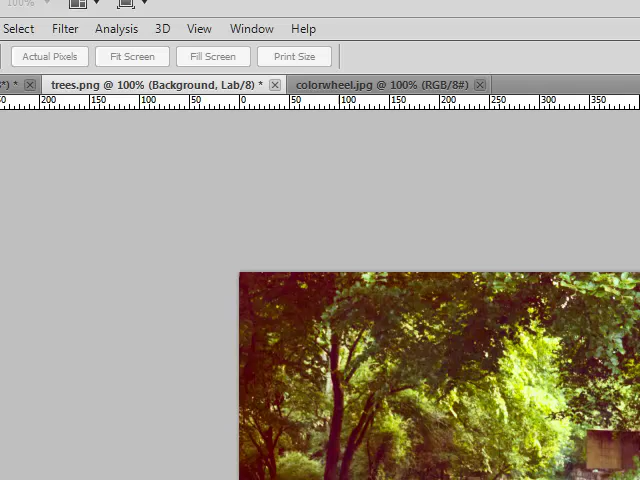 100%
Select Filter Analysis 3D View Window Help
Actual Pixels Fit Screen Fill Screen Print Size
*) * trees.png @ 100% (Background, Lab/8) * colorwheel.jpg @ 100% (RGB/8#)
50 200 150 100 50 0 50 100 150 200 250 300 350